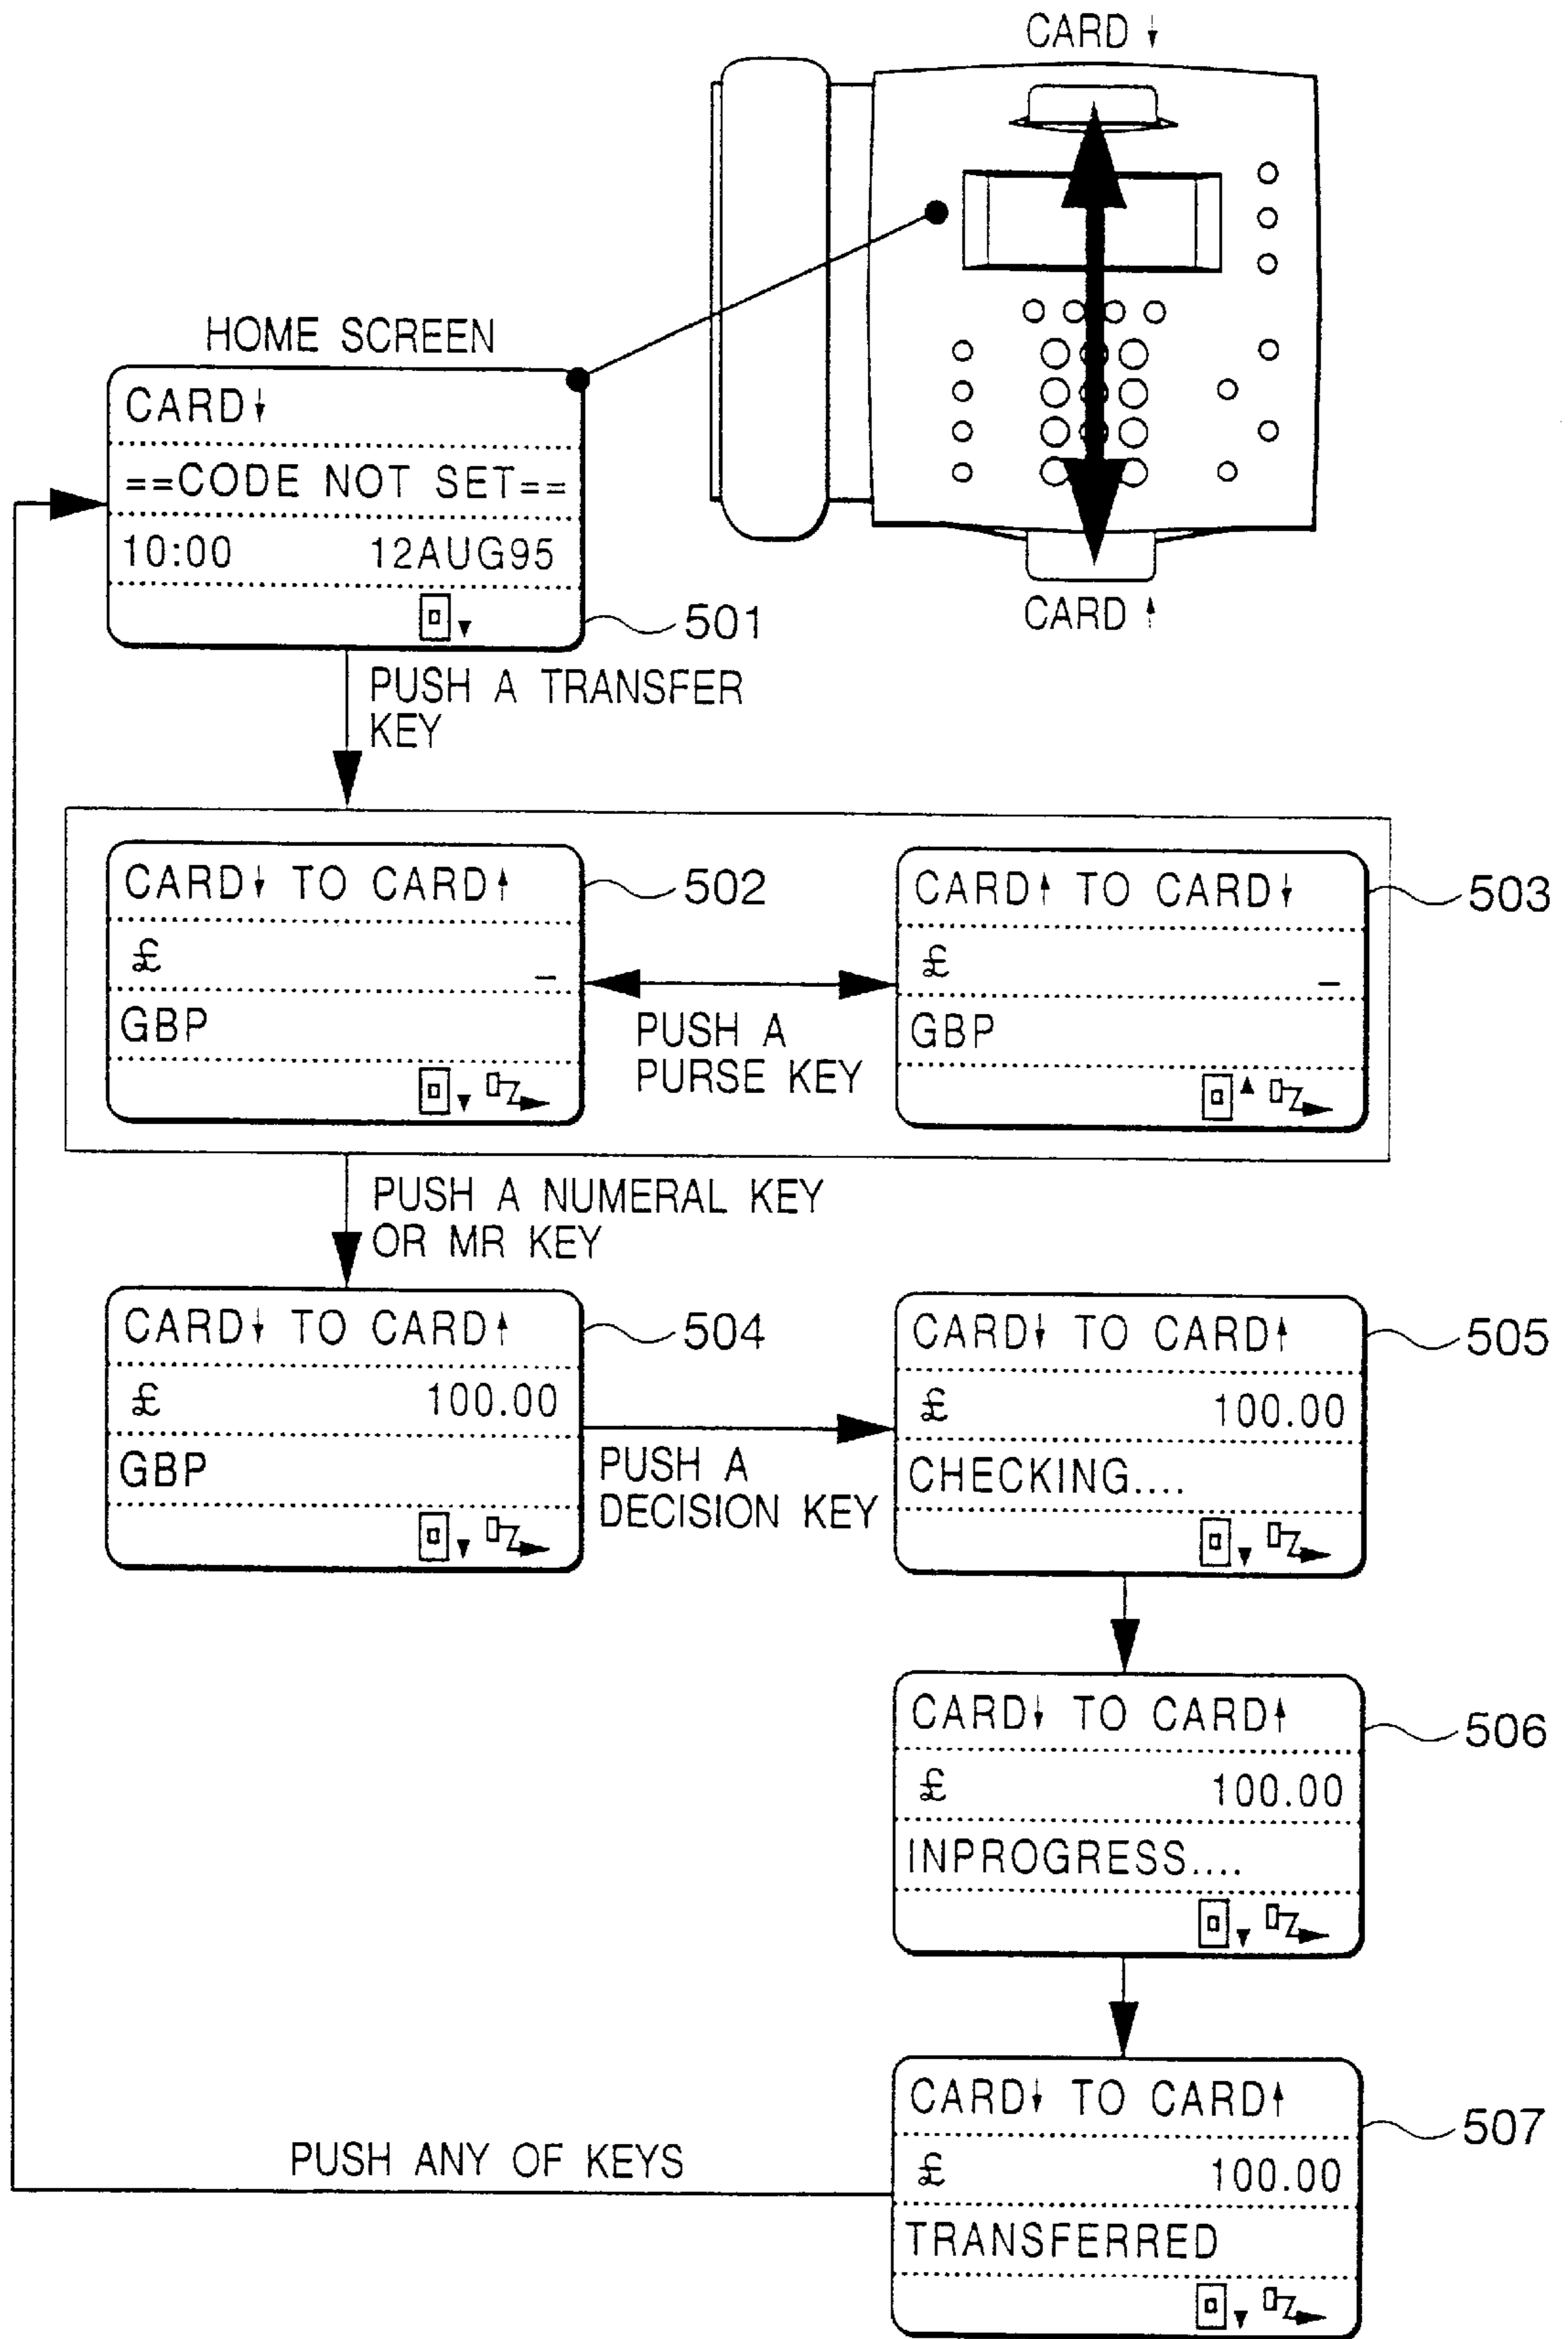 CARD ↓
CARD ↑
HOME SCREEN
CARD↓
==CODE NOT SET==
10:00 12AUG95
501
PUSH A TRANSFER
KEY
CARD↓ TO CARD↑
£ _
GBP
502
PUSH A
PURSE KEY
CARD↑ TO CARD↓
£ _
GBP
503
PUSH A NUMERAL KEY
OR MR KEY
CARD↓ TO CARD↑
£ 100.00
GBP
504
PUSH A
DECISION KEY
CARD↓ TO CARD↑
£ 100.00
CHECKING....
505
CARD↓ TO CARD↑
£ 100.00
INPROGRESS....
506
CARD↓ TO CARD↑
£ 100.00
TRANSFERRED
507
PUSH ANY OF KEYS